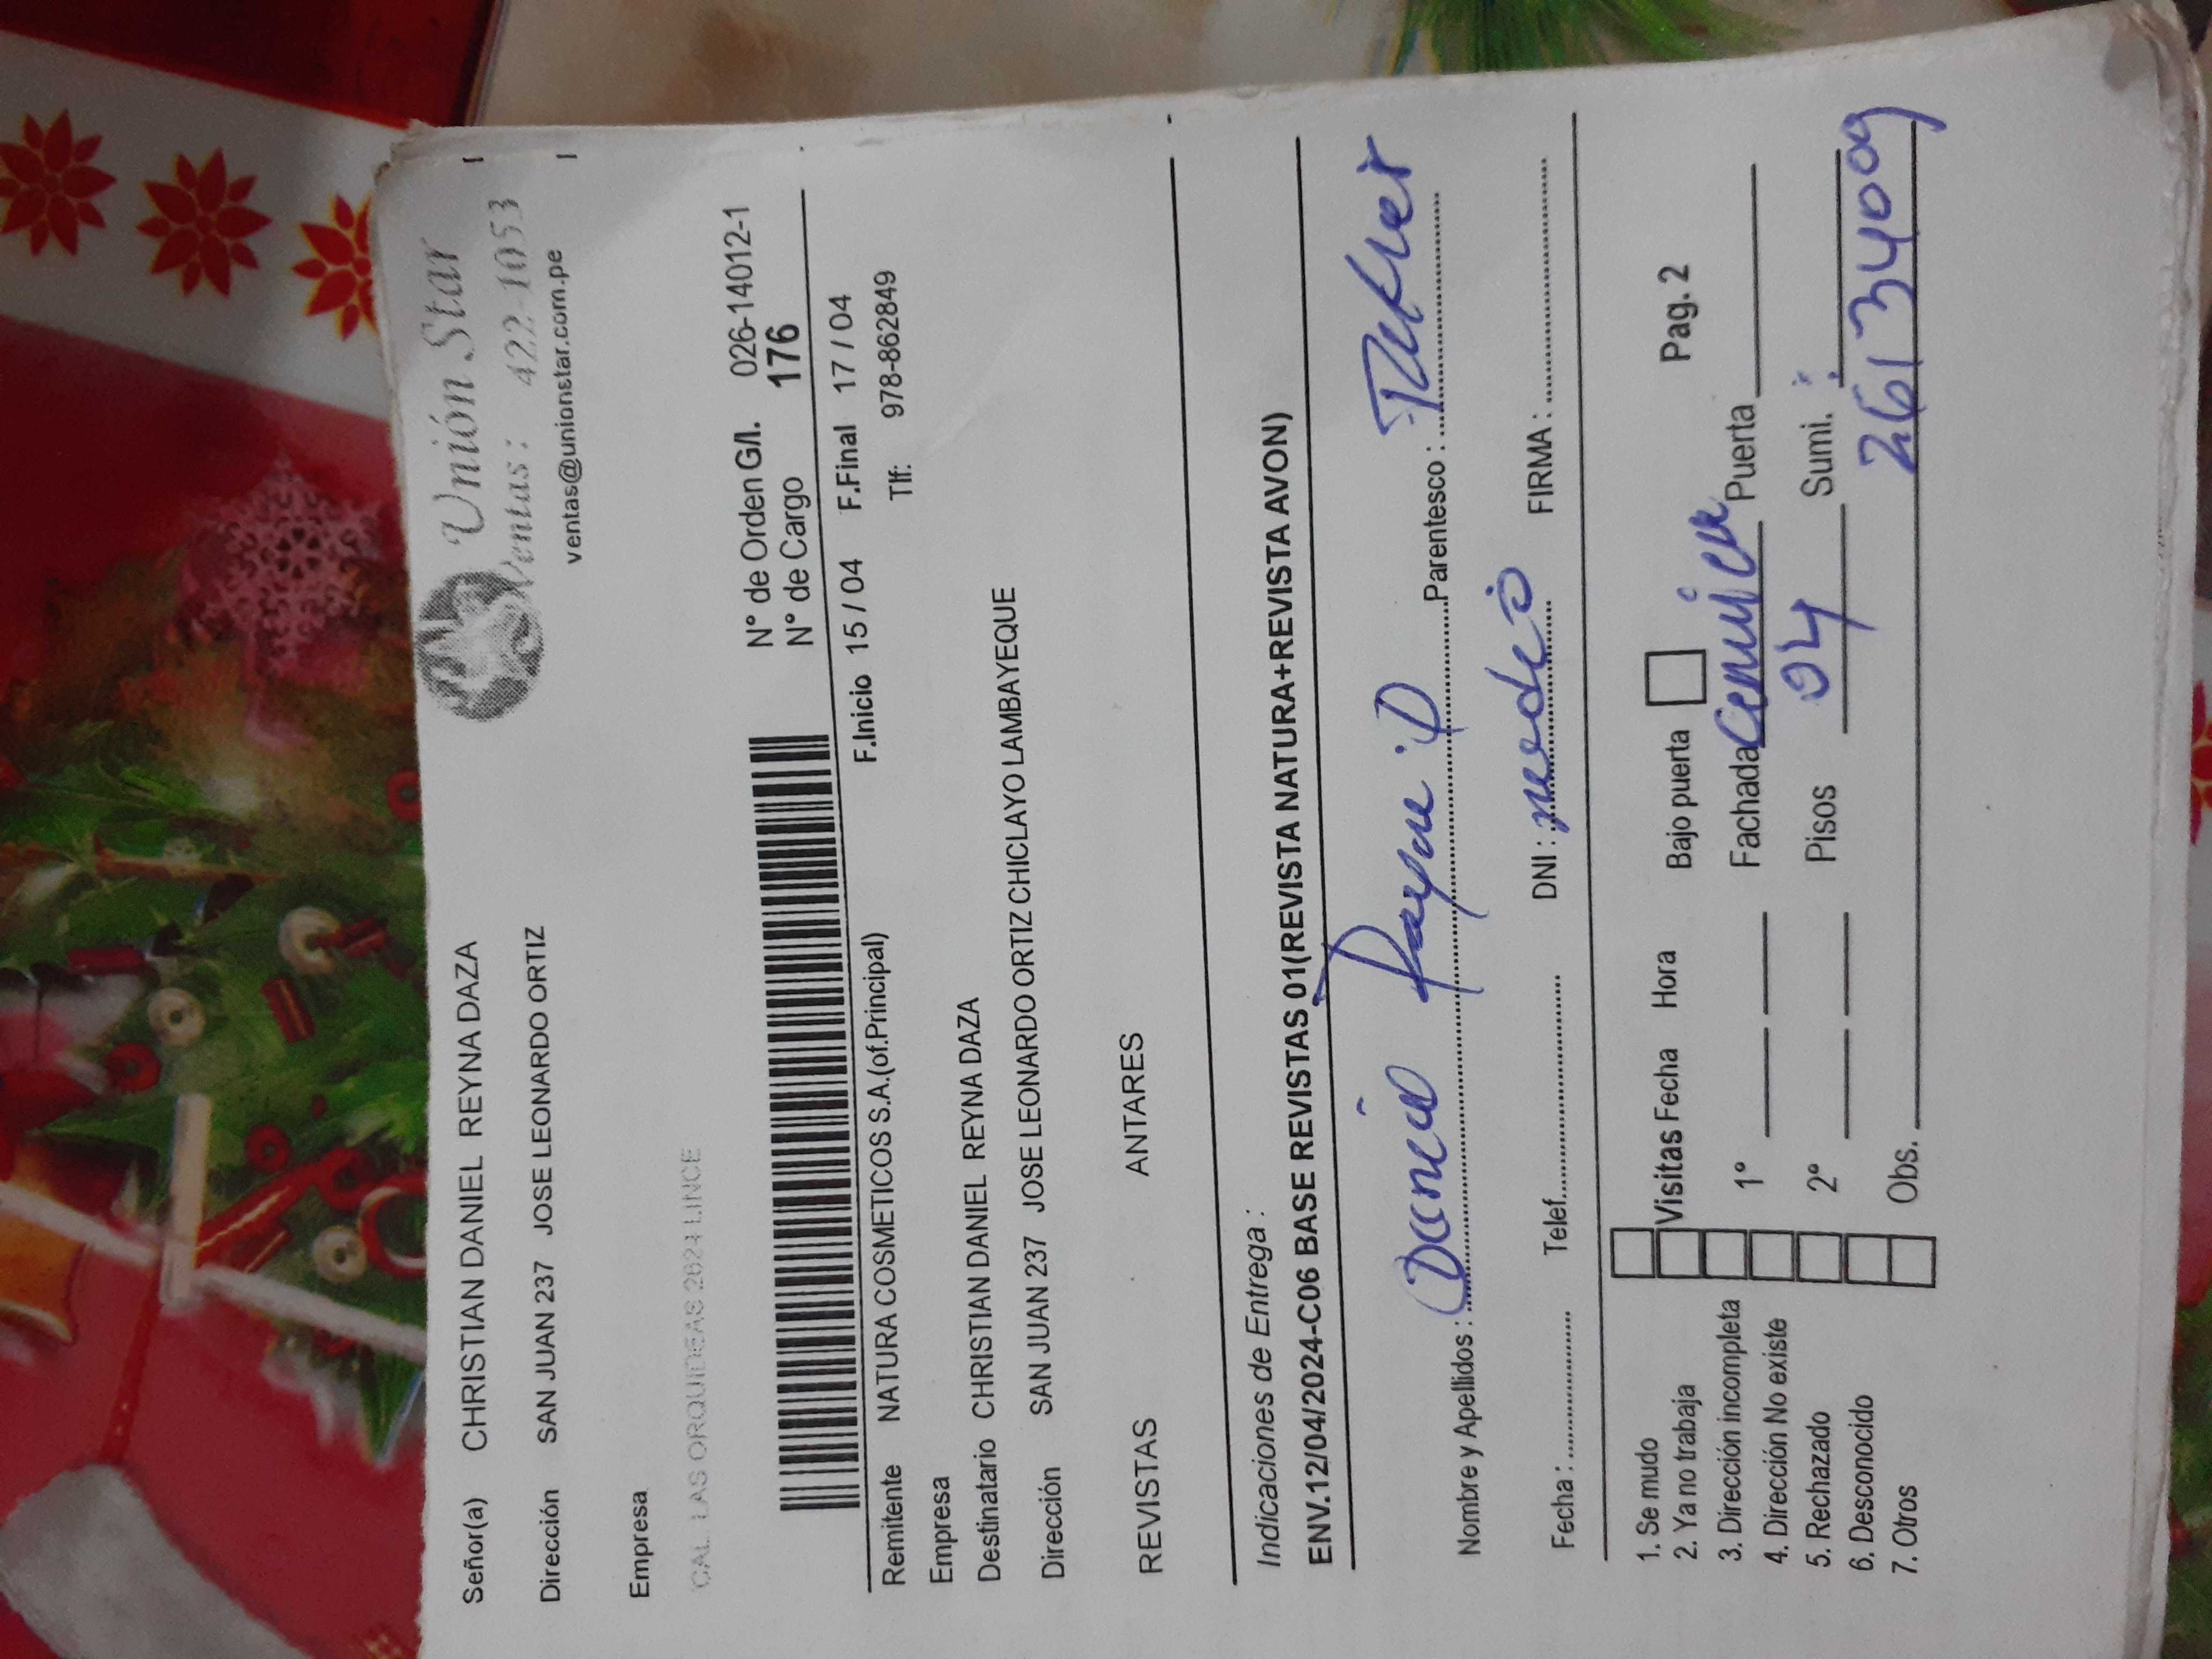 Unión Star
Ventas: 422-1053
ventas@unionstar.com.pe
Señor(a) CHRISTIAN DANIEL REYNA DAZA
Dirección SAN JUAN 237 JOSE LEONARDO ORTIZ
Empresa
CAL. LAS ORQUIDEAS 2624 LINCE
N° de Orden G/I. 026-14012-1
N° de Cargo 176
F.Inicio 15 / 04 F.Final 17 / 04
Remitente NATURA COSMETICOS S.A.(of.Principal)
Tlf: 978-862849
Empresa
Destinatario CHRISTIAN DANIEL REYNA DAZA
Dirección SAN JUAN 237 JOSE LEONARDO ORTIZ CHICLAYO LAMBAYEQUE
REVISTAS ANTARES
Indicaciones de Entrega :
ENV.12/04/2024-C06 BASE REVISTAS 01(REVISTA NATURA+REVISTA AVON)
Nombre y Apellidos : Parentesco :
Fecha : Telef. DNI : FIRMA :
1. Se mudo
2. Ya no trabaja Visitas Fecha Hora Bajo puerta Pag. 2
3. Dirección incompleta 1° Fachada Puerta
4. Dirección No existe
5. Rechazado 2° Pisos 04 Sumi.
6. Desconocido
7. Otros Obs. 26134009